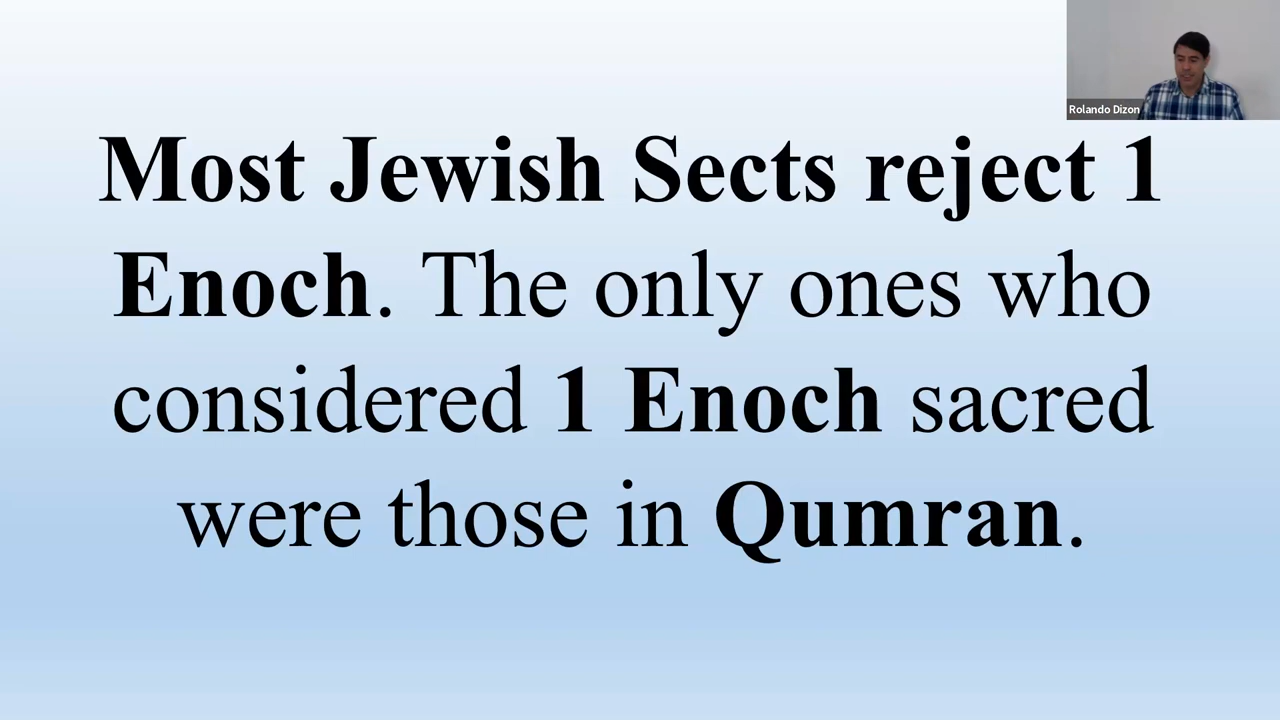 Rolando Dizon
Most Jewish Sects reject 1
Enoch. The only ones who
considered 1 Enoch sacred
were those in Qumran.